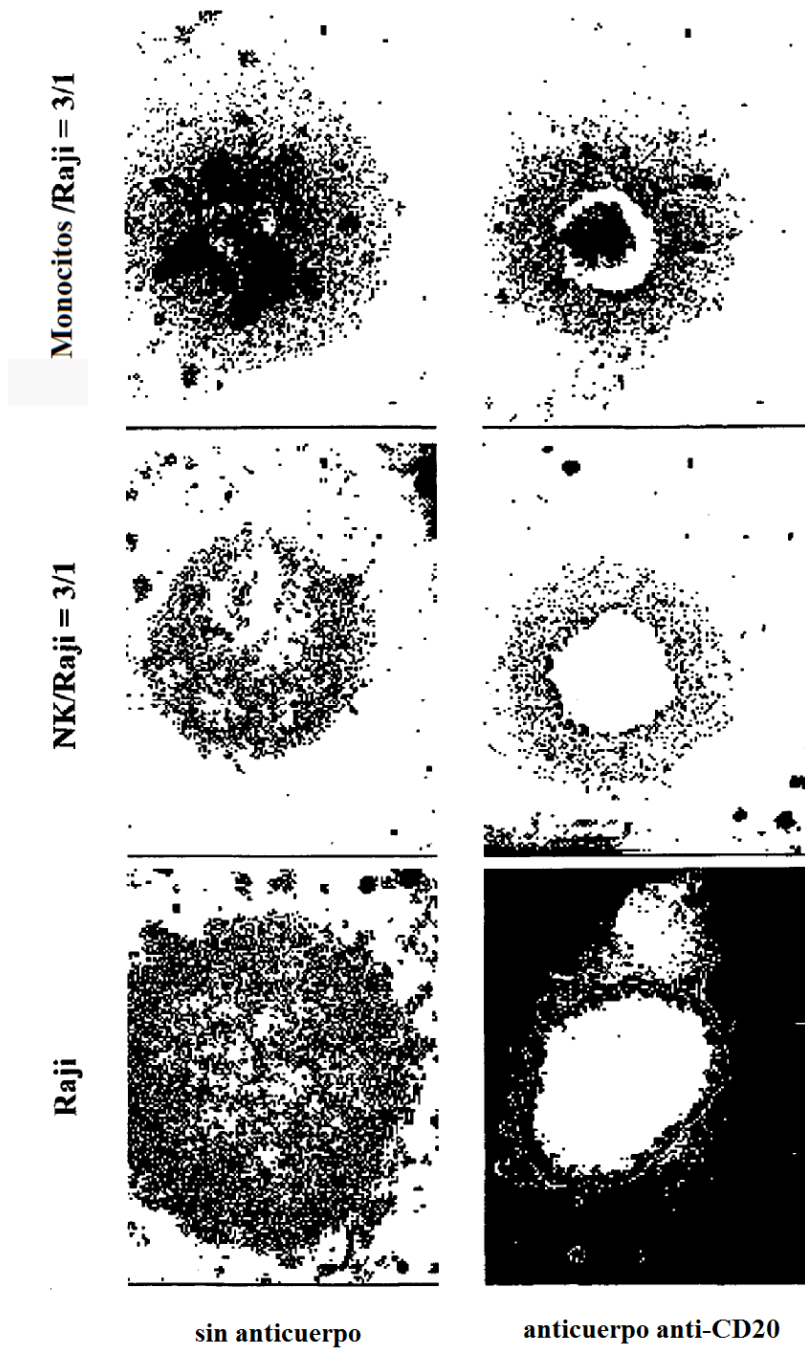 Monocitos /Raji = 3/1
NK/Raji = 3/1
Raji
sin anticuerpo
anticuerpo anti-CD20